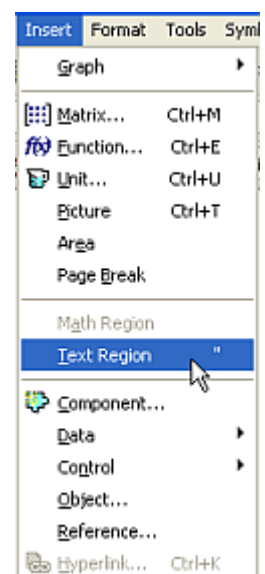 Insert Format Tools Sym
Graph
Matrix... Ctrl+M
f(x) Function... Ctrl+E
Unit... Ctrl+U
Picture Ctrl+T
Area
Page Break
Math Region
Text Region "
Component...
Data
Control
Object...
Reference...
Hyperlink... Ctrl+K